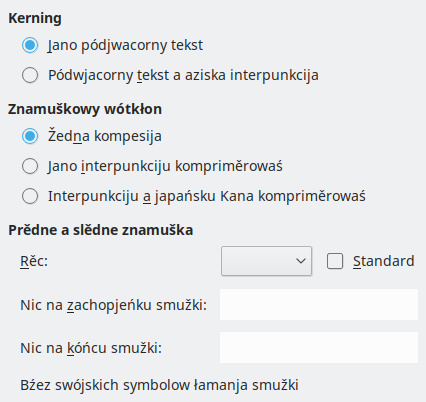 Kerning
Jano pódjwacorny tekst
Pódwjacorny tekst a aziska interpunkcija
Znamuškowy wótkłon
Žedna kompesija
Jano interpunkciju kompriměrowaś
Interpunkciju a japańsku Kana kompriměrowaś
Prědne a slědne znamuška
Rěc:
Standard
Nic na zachopjeńku smužki:
Nic na kóńcu smužki:
Bźez swójskich symbolow łamanja smužki